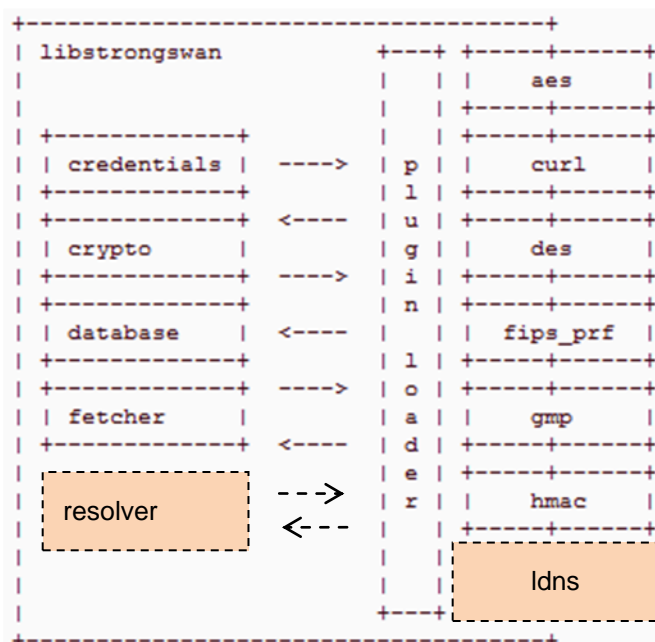 libstrongswan
credentials
crypto
database
fetcher
resolver
plugin loader
aes
curl
des
fips_prf
gmp
hmac
ldns